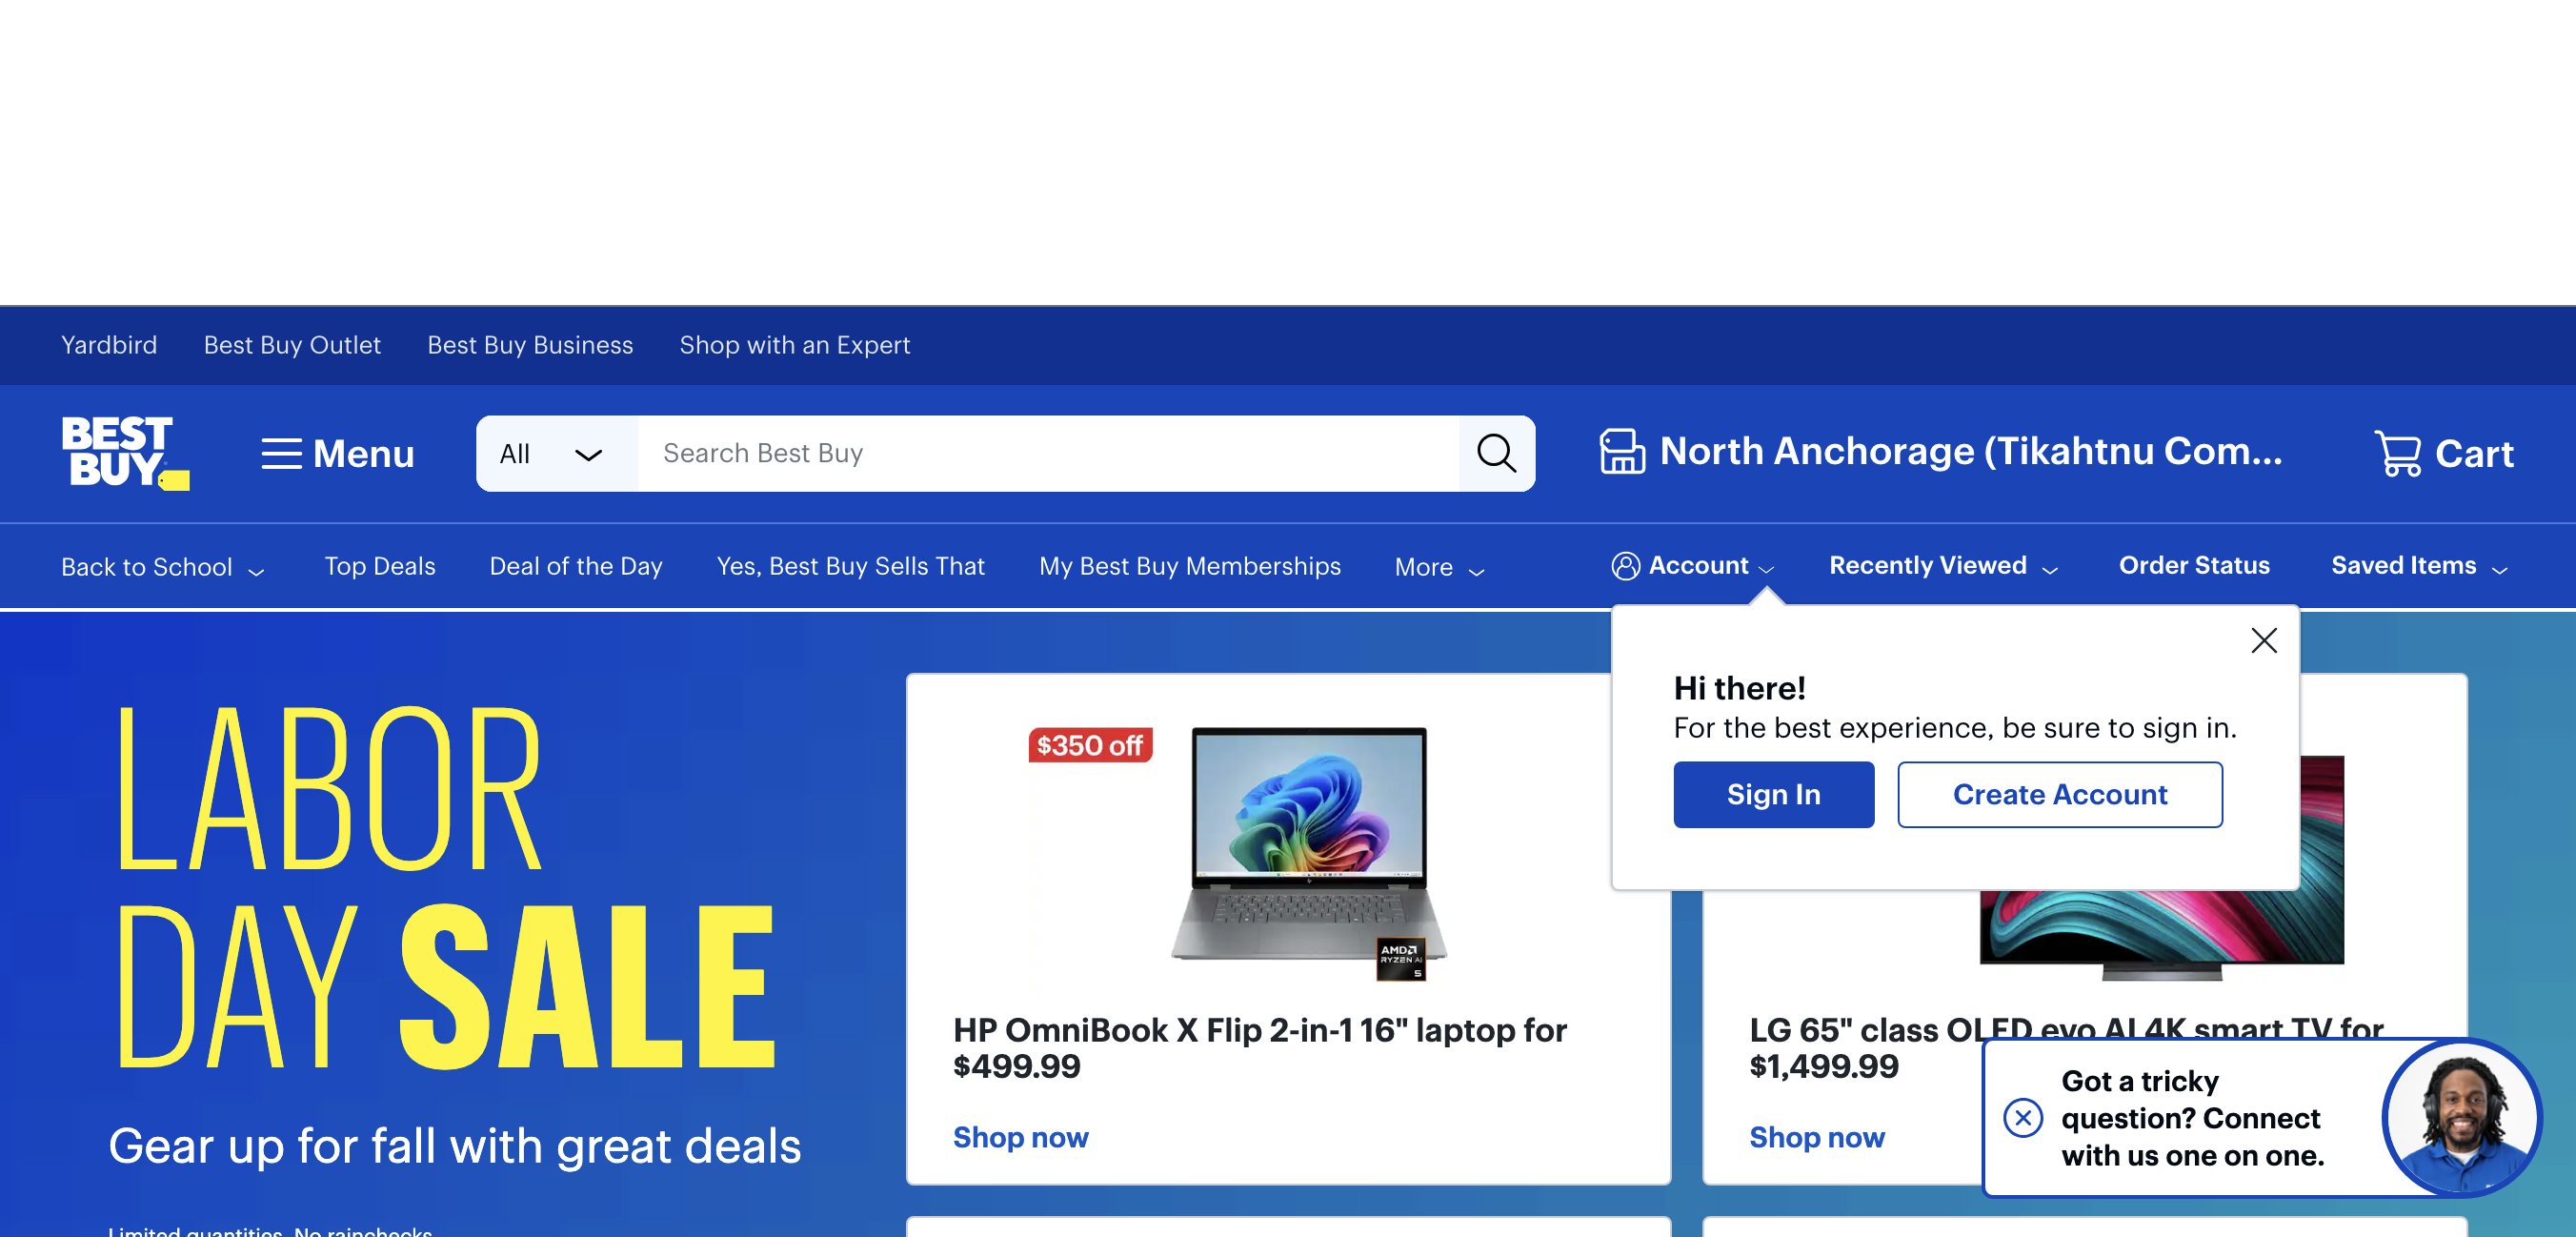 Yardbird Best Buy Outlet Best Buy Business Shop with an Expert
BEST
BUY
Menu
All
Search Best Buy
North Anchorage (Tikahtnu Com...
Cart
Back to School Top Deals Deal of the Day Yes, Best Buy Sells That My Best Buy Memberships More
Account Recently Viewed Order Status Saved Items
Hi there!
For the best experience, be sure to sign in.
Sign In Create Account
LABOR
DAY SALE
Gear up for fall with great deals
Limited quantities. No rainchecks
$350 off
AMD
RYZEN AI
5
HP OmniBook X Flip 2-in-1 16" laptop for
$499.99
Shop now
LG 65" class OLED evo AI 4K smart TV for
$1,499.99
Shop now
Got a tricky
question? Connect
with us one on one.